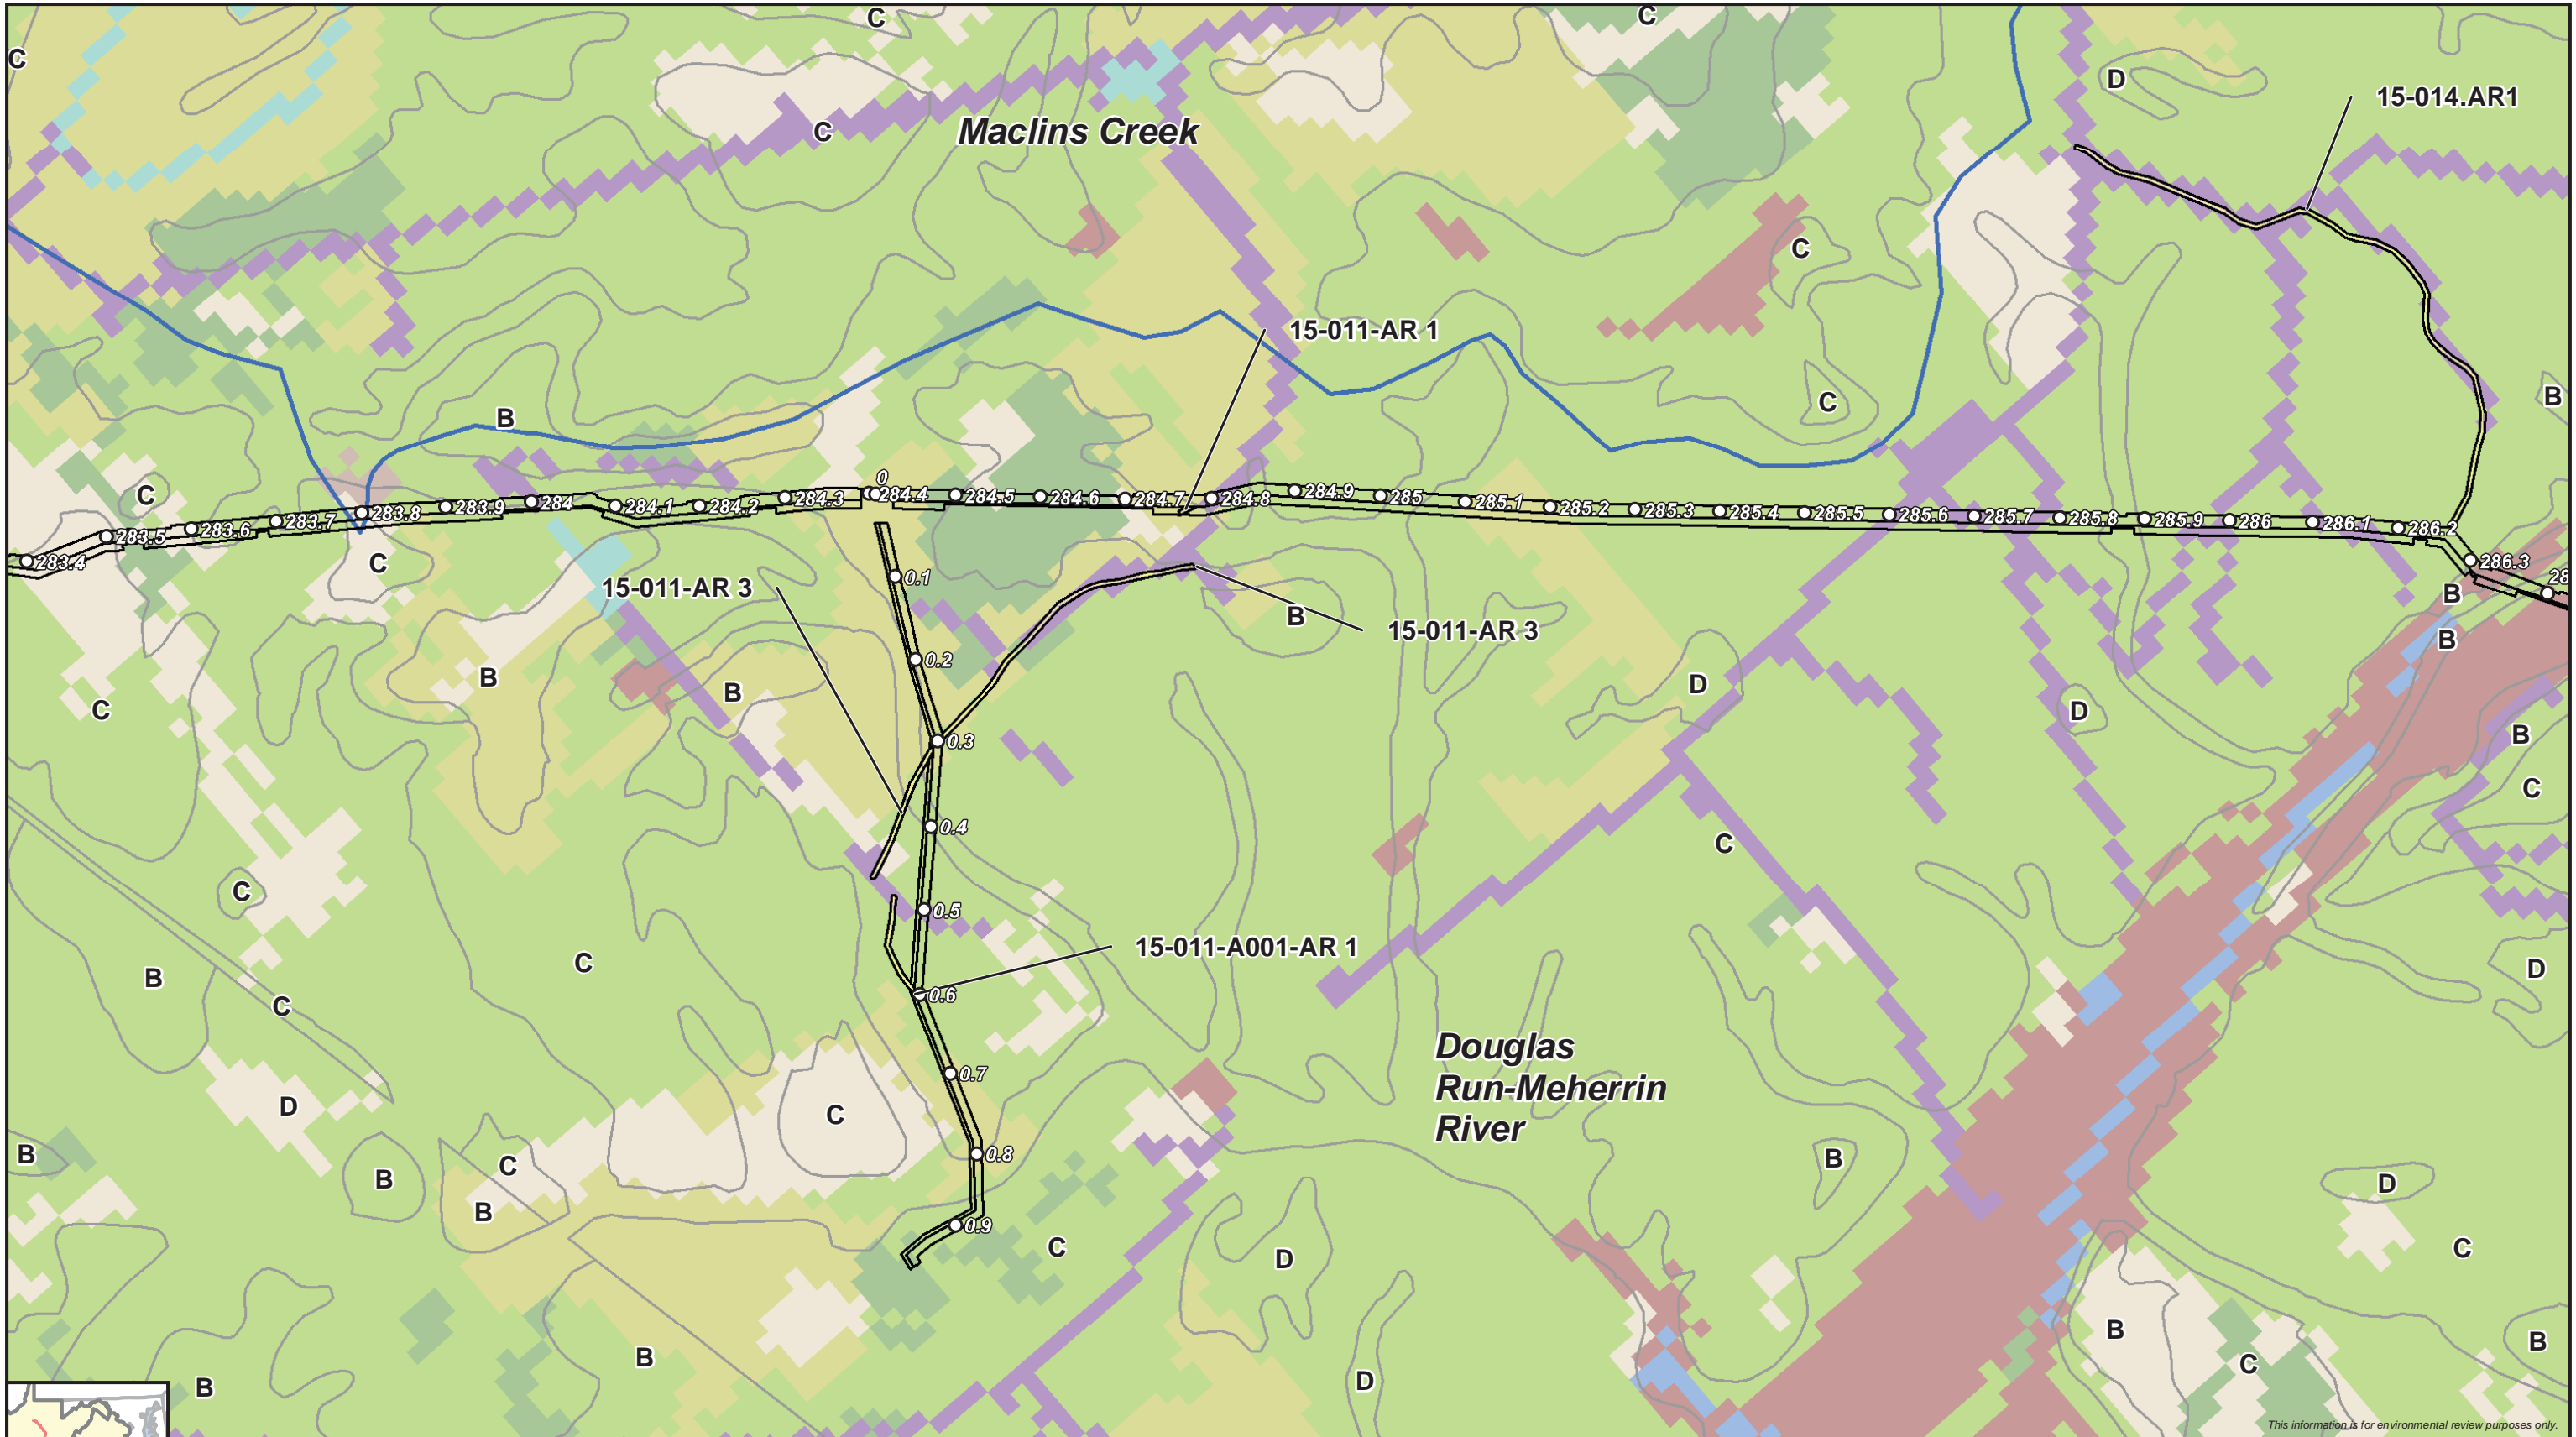 C
C
C
D
15-014.AR1
C
Maclins Creek
C
15-011-AR 1
B
C
B
0
C
283.4
283.5
283.6
283.7
283.8
283.9
284
284.1
284.2
284.3
284.4
284.5
284.6
284.7
284.8
284.9
285
285.1
285.2
285.3
285.4
285.5
285.6
285.7
285.8
285.9
286
286.1
286.2
286.3
28
C
0.1
15-011-AR 3
B
B
15-011-AR 3
B
0.2
B
B
D
C
D
0.3
B
C
0.4
C
C
0.5
15-011-A001-AR 1
C
B
D
0.6
C
Douglas
Run-Meherrin
River
0.7
D
C
0.8
B
C
B
B
D
B
0.9
C
D
C
B
B
B
C
D
B
This information is for environmental review purposes only.